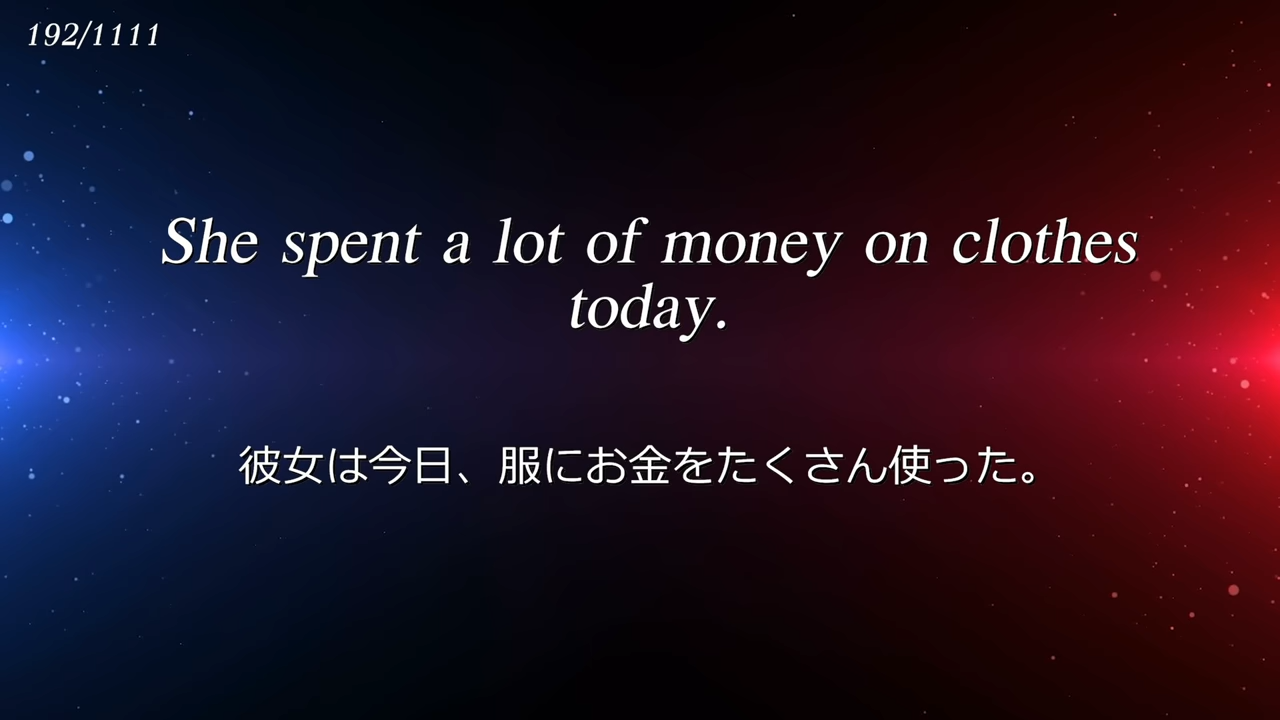 192/1111
She spent a lot of money on clothes
today.
彼女は今日、服にお金をたくさん使った。